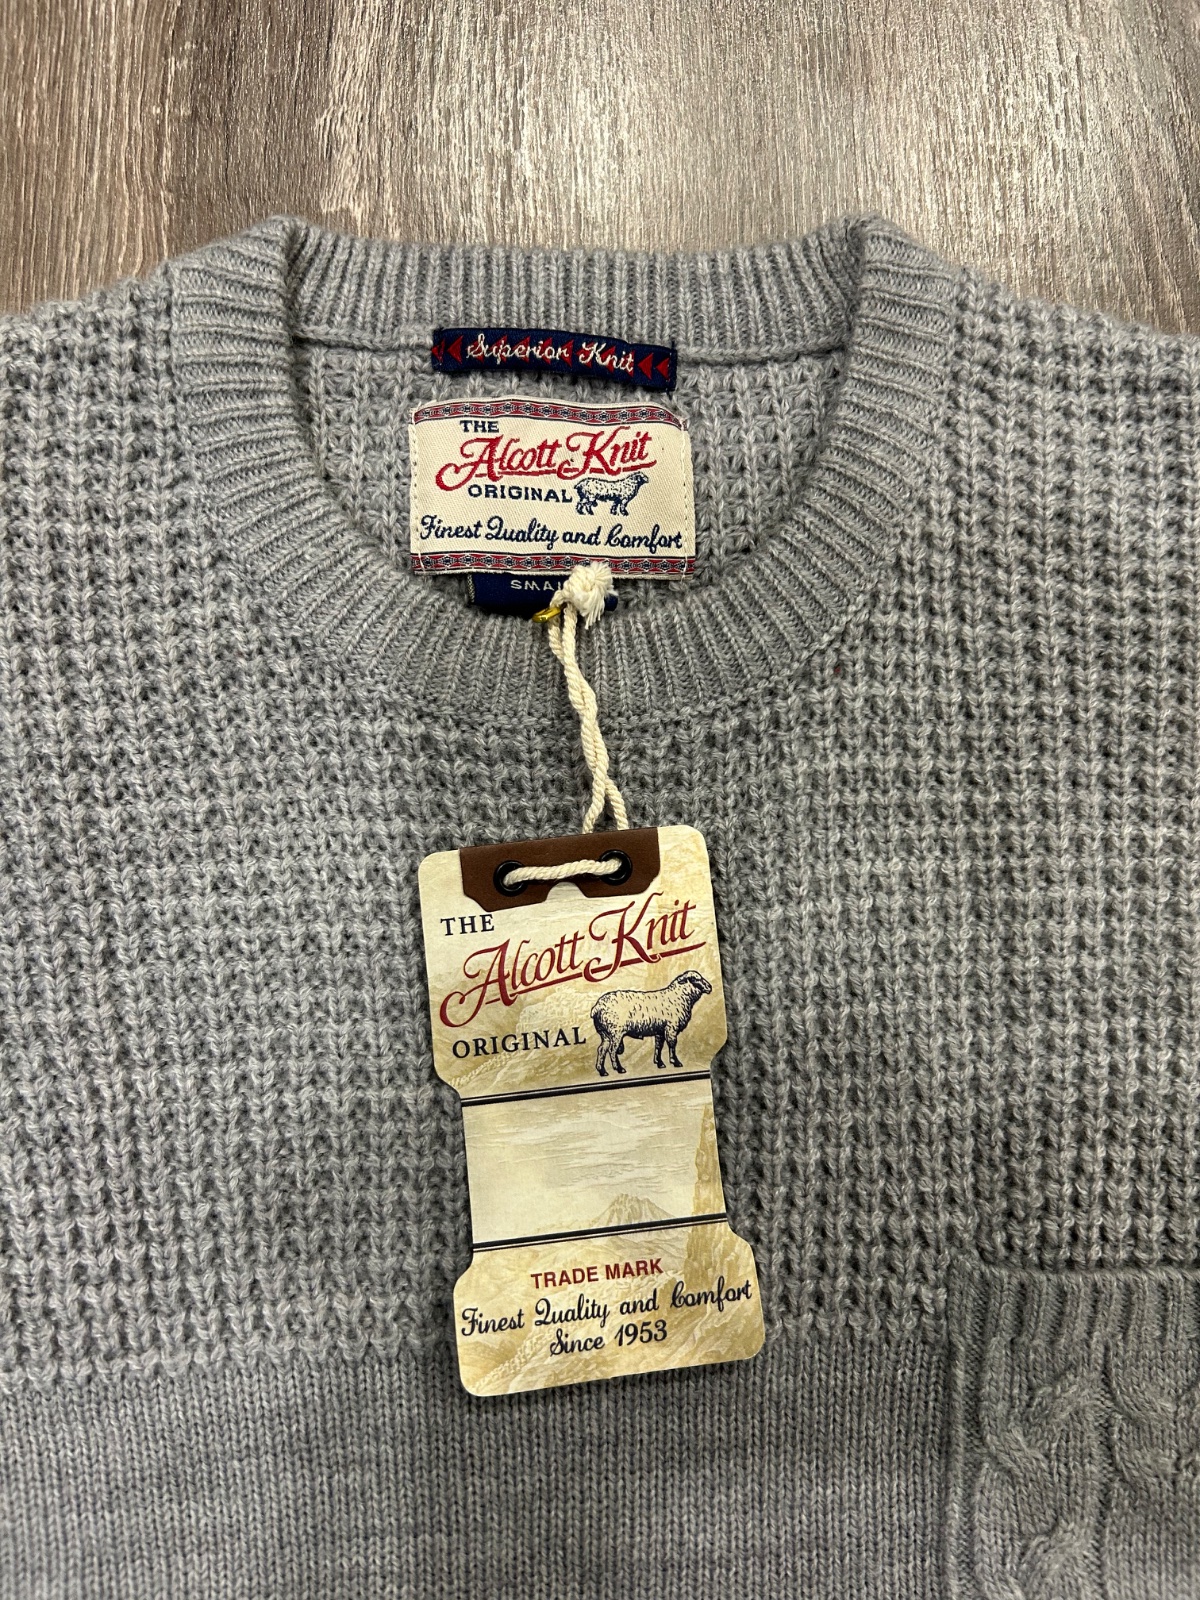 Superior Knit
THE
Alcott Knit
ORIGINAL
Finest Quality and Comfort
THE
Alcott Knit
ORIGINAL
TRADE MARK
Finest Quality and Comfort
Since 1953